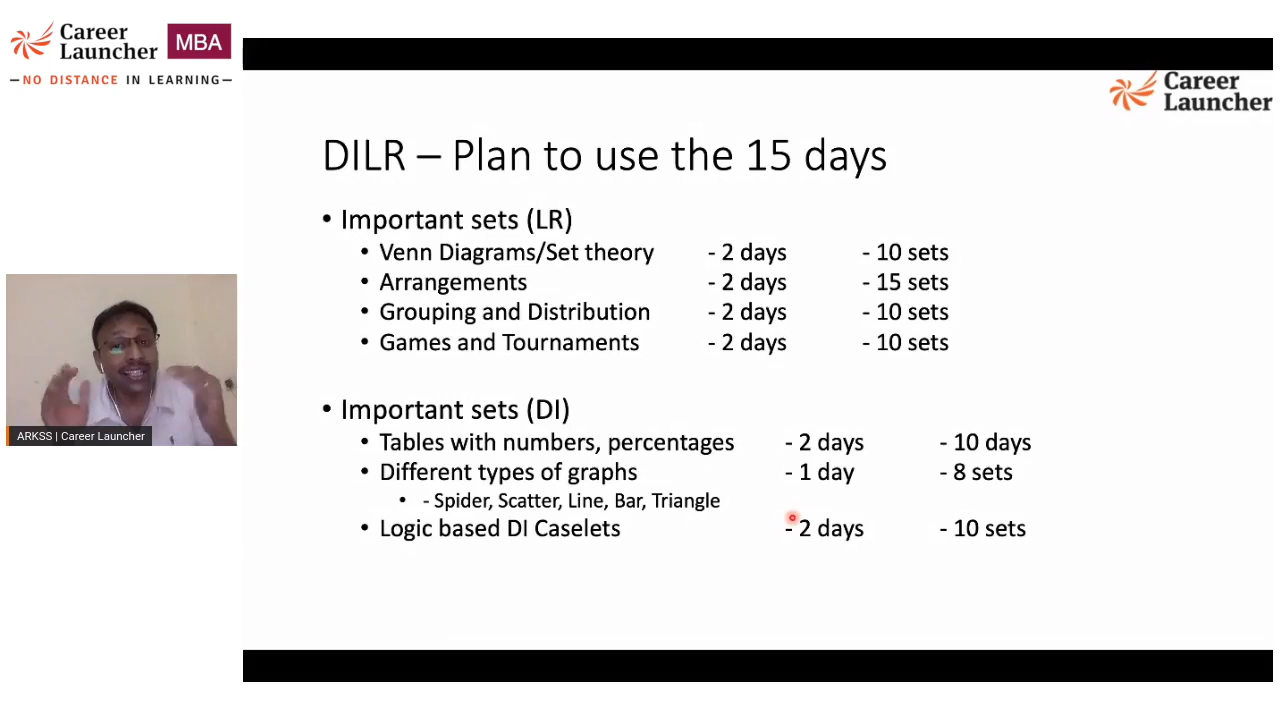 Career
Launcher
MBA
—NO DISTANCE IN LEARNING—
Career
Launcher
DILR – Plan to use the 15 days
• Important sets (LR)
• Venn Diagrams/Set theory - 2 days - 10 sets
• Arrangements - 2 days - 15 sets
• Grouping and Distribution - 2 days - 10 sets
• Games and Tournaments - 2 days - 10 sets
• Important sets (DI)
• Tables with numbers, percentages - 2 days - 10 days
• Different types of graphs - 1 day - 8 sets
• - Spider, Scatter, Line, Bar, Triangle
• Logic based DI Caselets - 2 days - 10 sets
ARKSS | Career Launcher